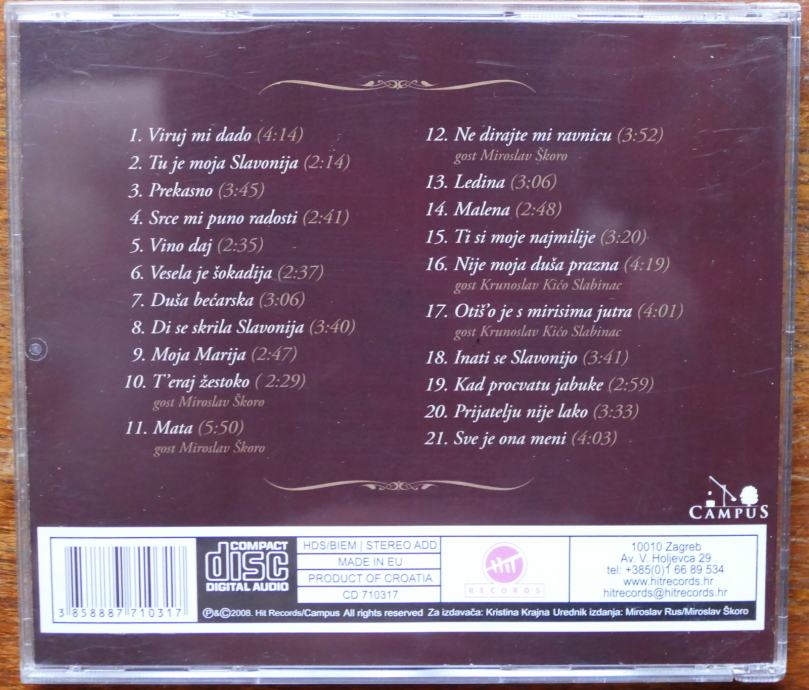 1. Viruj mi dado (4:14)
2. Tu je moja Slavonija (2:14)
3. Prekasno (3:45)
4. Srce mi puno radosti (2:41)
5. Vino daj (2:35)
6. Vesela je šokadija (2:37)
7. Duša bećarska (3:06)
8. Di se skrila Slavonija (3:40)
9. Moja Marija (2:47)
10. T'eraj žestoko ( 2:29)
gost Miroslav Škoro
11. Mata (5:50)
gost Miroslav Škoro
12. Ne dirajte mi ravnicu (3:52)
gost Miroslav Škoro
13. Ledina (3:06)
14. Malena (2:48)
15. Ti si moje najmilije (3:20)
16. Nije moja duša prazna (4:19)
gost Krunoslav Kićo Slabinac
17. Otiš'o je s mirisima jutra (4:01)
gost Krunoslav Kićo Slabinac
18. Inati se Slavonijo (3:41)
19. Kad procvatu jabuke (2:59)
20. Prijatelju nije lako (3:33)
21. Sve je ona meni (4:03)
CAMPUS
3 858887 710317
COMPACT
disc
DIGITAL AUDIO
HDS/BIEM | STEREO ADD
MADE IN EU
PRODUCT OF CROATIA
CD 710317
HIT
RECORDS
10010 Zagreb
Av. V. Holjevca 29
tel: +385(0)1 66 89 534
www.hitrecords.hr
hitrecords@hitrecords.hr
℗&©2008. Hit Records/Campus All rights reserved Za izdavača: Kristina Krajna Urednik izdanja: Miroslav Rus/Miroslav Škoro